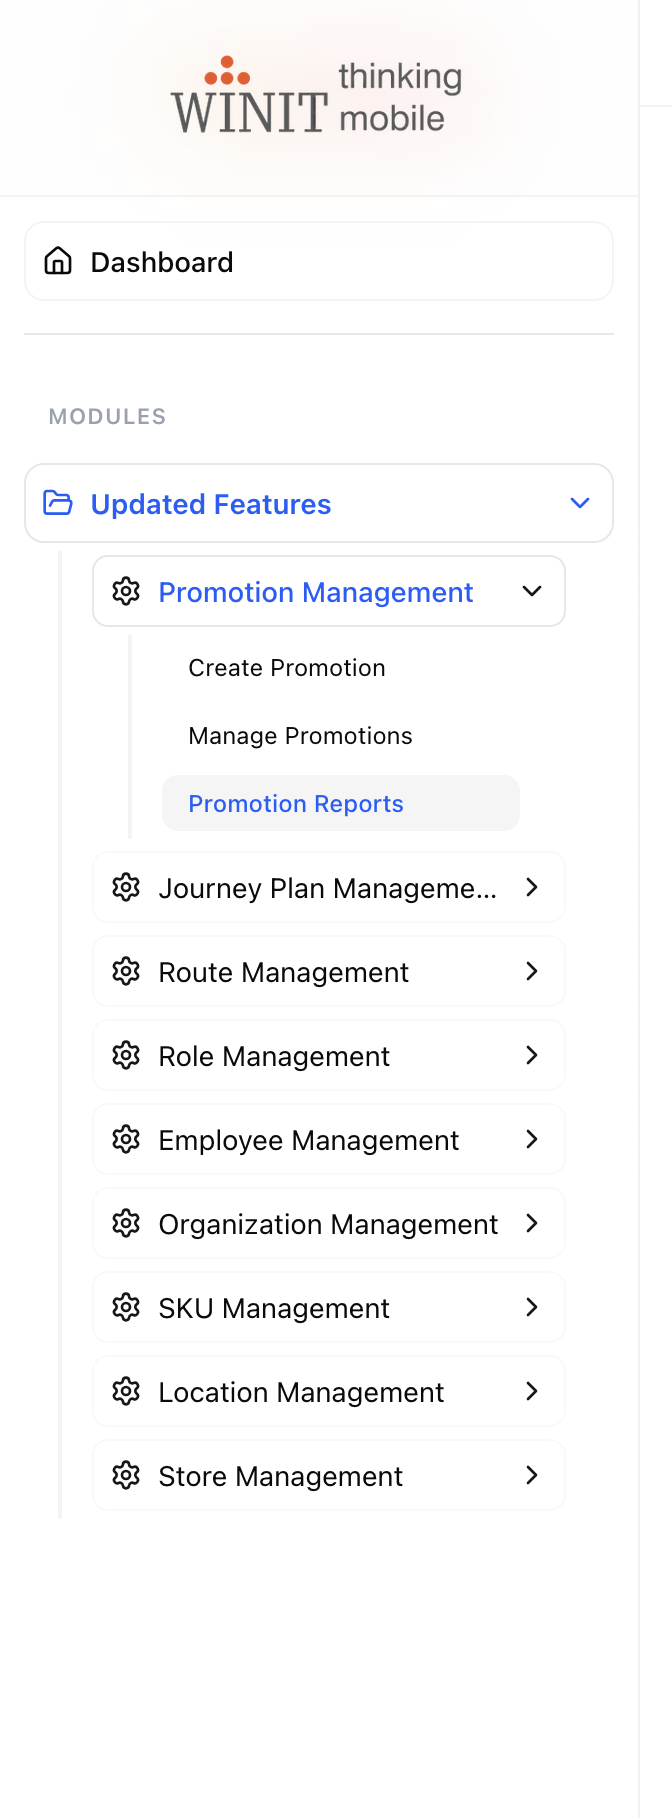 WINIT thinking
mobile
Dashboard
MODULES
Updated Features
Promotion Management
Create Promotion
Manage Promotions
Promotion Reports
Journey Plan Manageme...
Route Management
Role Management
Employee Management
Organization Management
SKU Management
Location Management
Store Management